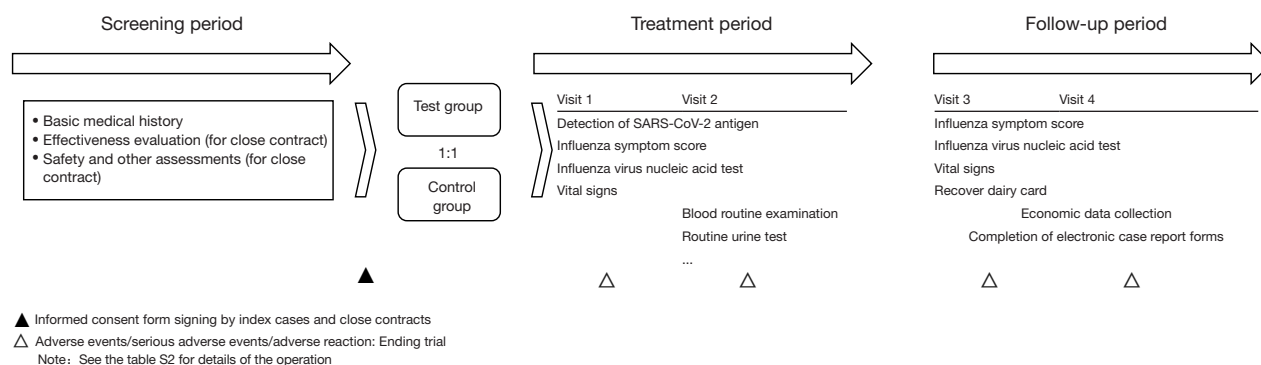 Screening period
Treatment period
Follow-up period
• Basic medical history
• Effectiveness evaluation (for close contract)
• Safety and other assessments (for close
contract)
Test group
1:1
Control
group
Visit 1
Visit 2
Detection of SARS-CoV-2 antigen
Influenza symptom score
Influenza virus nucleic acid test
Vital signs
Blood routine examination
Routine urine test
...
Visit 3
Visit 4
Influenza symptom score
Influenza virus nucleic acid test
Vital signs
Recover dairy card
Economic data collection
Completion of electronic case report forms
▲ Informed consent form signing by index cases and close contracts
△ Adverse events/serious adverse events/adverse reaction: Ending trial
Note：See the table S2 for details of the operation